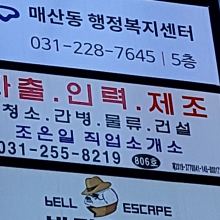 매산동 행정복지센터
031-228-7645 | 5층
파출.인력.제조
청소.간병.물류.건설
조은일 직업소개소
031-255-8219 806호
BELL ESCAPE